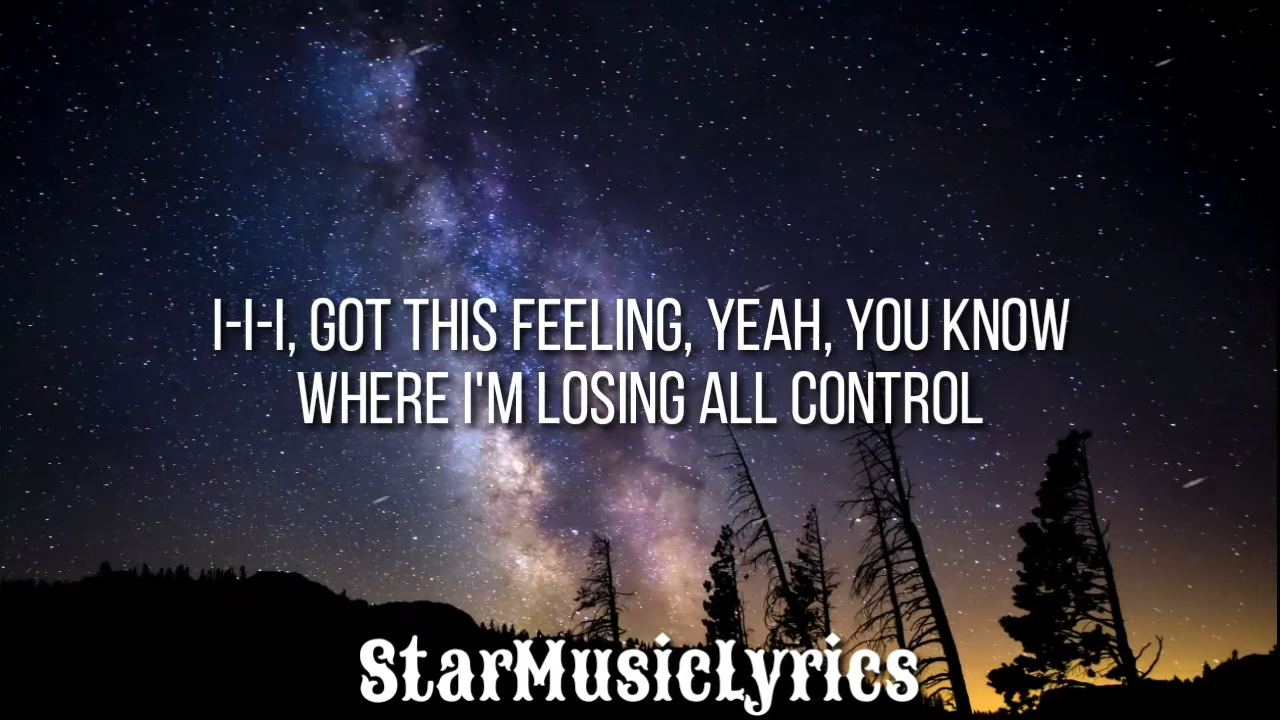 I-I-I, GOT THIS FEELING, YEAH, YOU KNOW
WHERE I'M LOSING ALL CONTROL
StarMusicLyrics